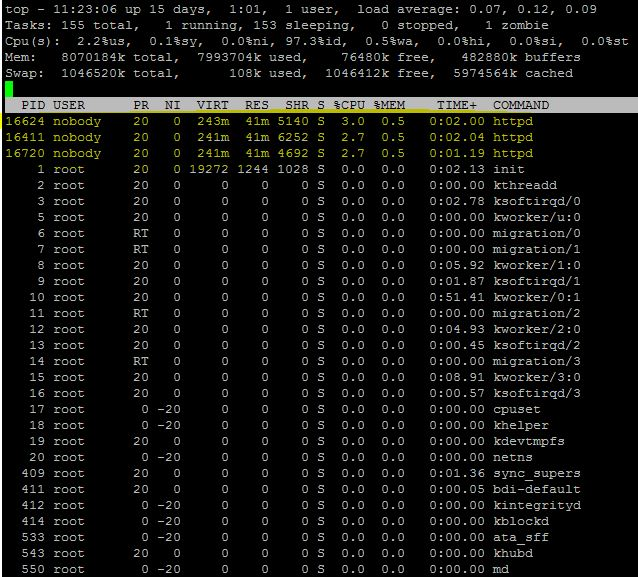 top - 11:23:06 up 15 days,  1:01,  1 user,  load average: 0.07, 0.12, 0.09
Tasks: 155 total,   1 running, 153 sleeping,   0 stopped,   1 zombie
Cpu(s):  2.2%us,  0.1%sy,  0.0%ni, 97.3%id,  0.5%wa,  0.0%hi,  0.0%si,  0.0%st
Mem:   8070184k total,  7993704k used,    76480k free,   482880k buffers
Swap:  1046520k total,      108k used,  1046412k free,  5974564k cached
PID USER      PR  NI  VIRT  RES  SHR S %CPU %MEM    TIME+  COMMAND
16624 nobody    20   0  243m  41m 5140 S  3.0  0.5   0:02.00 httpd
16411 nobody    20   0  241m  41m 6252 S  2.7  0.5   0:02.04 httpd
16720 nobody    20   0  241m  41m 4692 S  2.7  0.5   0:01.19 httpd
1 root      20   0 19272 1244 1028 S  0.0  0.0   0:02.13 init
2 root      20   0     0    0    0 S  0.0  0.0   0:00.00 kthreadd
3 root      20   0     0    0    0 S  0.0  0.0   0:02.78 ksoftirqd/0
5 root      20   0     0    0    0 S  0.0  0.0   0:00.00 kworker/u:0
6 root      RT   0     0    0    0 S  0.0  0.0   0:00.00 migration/0
7 root      RT   0     0    0    0 S  0.0  0.0   0:00.00 migration/1
8 root      20   0     0    0    0 S  0.0  0.0   0:05.92 kworker/1:0
9 root      20   0     0    0    0 S  0.0  0.0   0:01.87 ksoftirqd/1
10 root      20   0     0    0    0 S  0.0  0.0   0:51.41 kworker/0:1
11 root      RT   0     0    0    0 S  0.0  0.0   0:00.00 migration/2
12 root      20   0     0    0    0 S  0.0  0.0   0:04.93 kworker/2:0
13 root      20   0     0    0    0 S  0.0  0.0   0:00.45 ksoftirqd/2
14 root      RT   0     0    0    0 S  0.0  0.0   0:00.00 migration/3
15 root      20   0     0    0    0 S  0.0  0.0   0:08.91 kworker/3:0
16 root      20   0     0    0    0 S  0.0  0.0   0:00.57 ksoftirqd/3
17 root       0 -20     0    0    0 S  0.0  0.0   0:00.00 cpuset
18 root       0 -20     0    0    0 S  0.0  0.0   0:00.00 khelper
19 root      20   0     0    0    0 S  0.0  0.0   0:00.00 kdevtmpfs
20 root       0 -20     0    0    0 S  0.0  0.0   0:00.00 netns
409 root      20   0     0    0    0 S  0.0  0.0   0:01.36 sync_supers
411 root      20   0     0    0    0 S  0.0  0.0   0:00.05 bdi-default
412 root       0 -20     0    0    0 S  0.0  0.0   0:00.00 kintegrityd
414 root       0 -20     0    0    0 S  0.0  0.0   0:00.00 kblockd
533 root       0 -20     0    0    0 S  0.0  0.0   0:00.00 ata_sff
543 root      20   0     0    0    0 S  0.0  0.0   0:00.00 khubd
550 root       0 -20     0    0    0 S  0.0  0.0   0:00.00 md